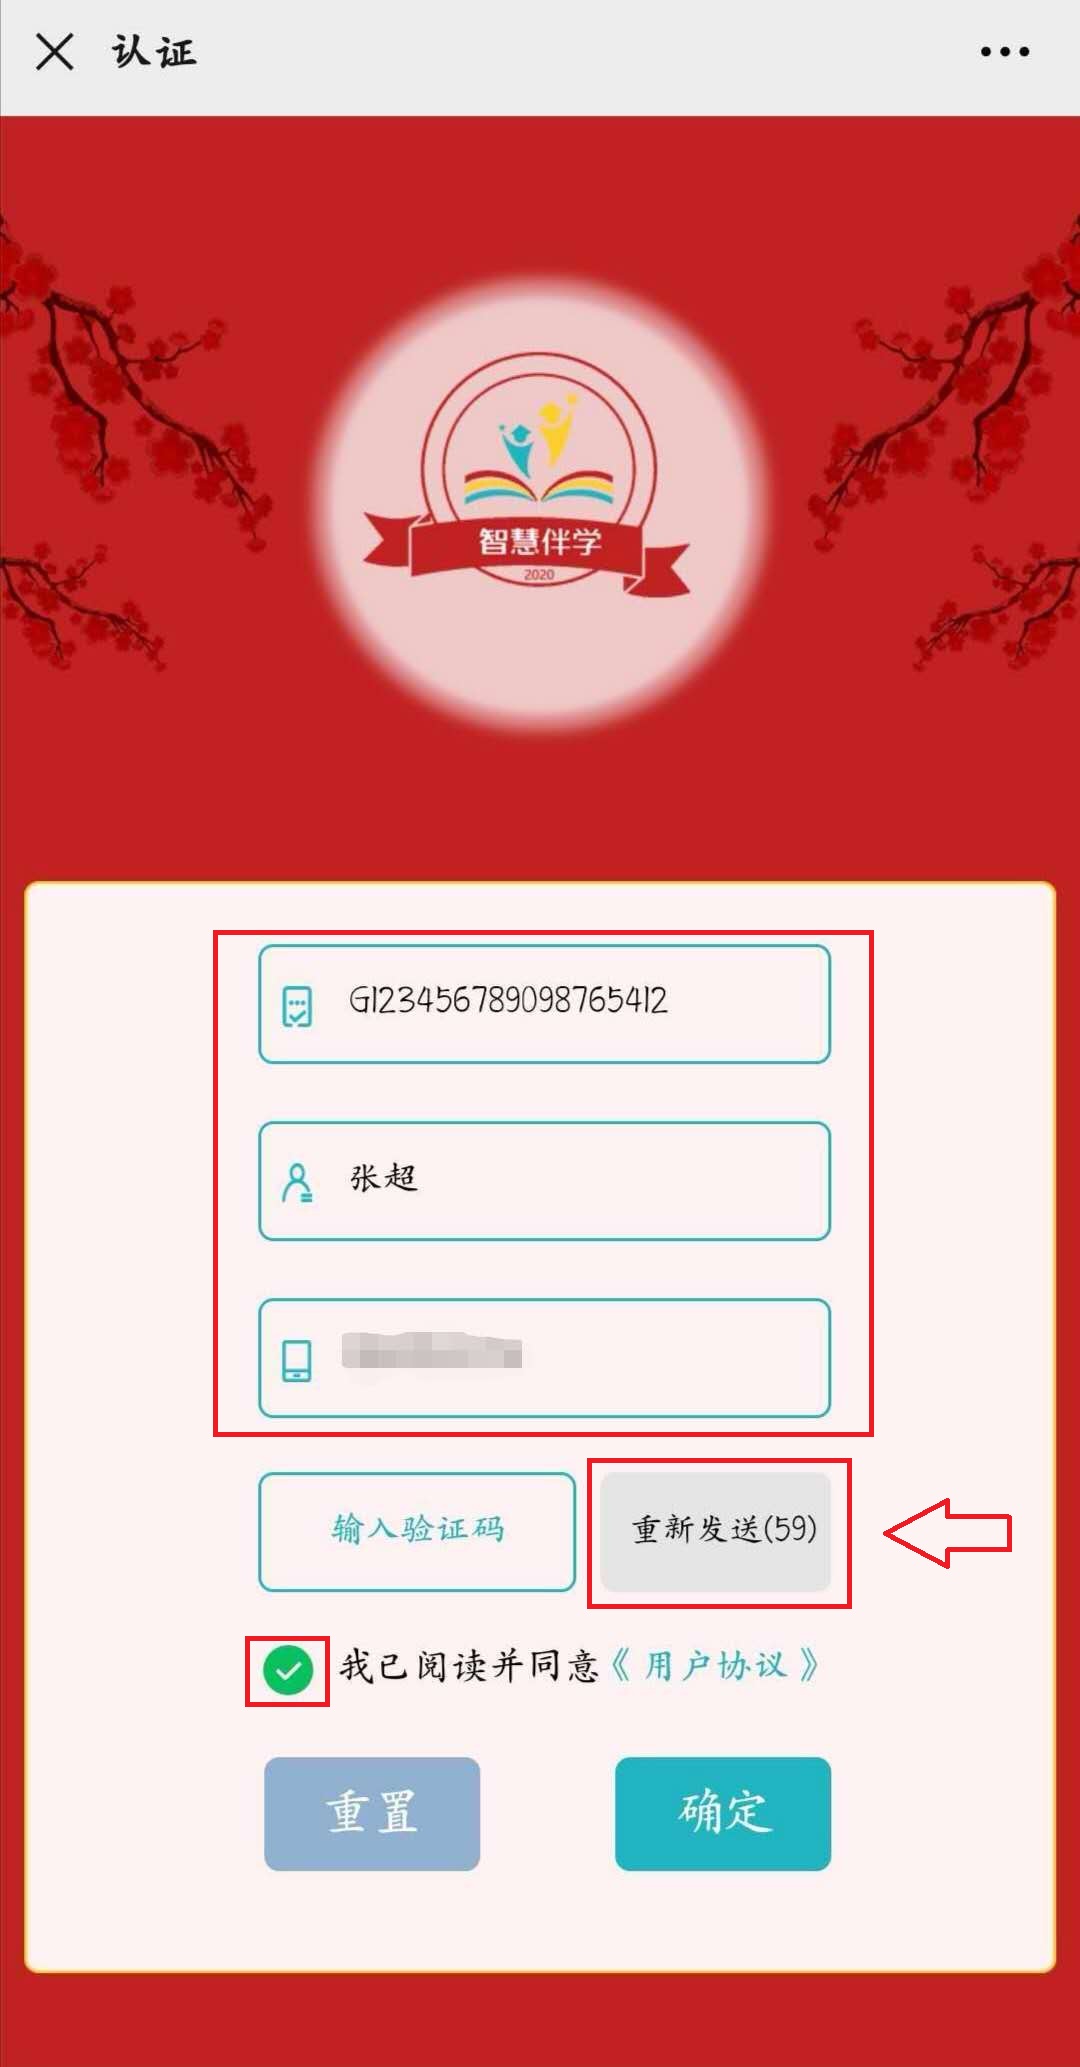 认证
智慧伴学
2020
G123456789098765412
张超
输入验证码
重新发送(59)
我已阅读并同意《用户协议》
重置
确定